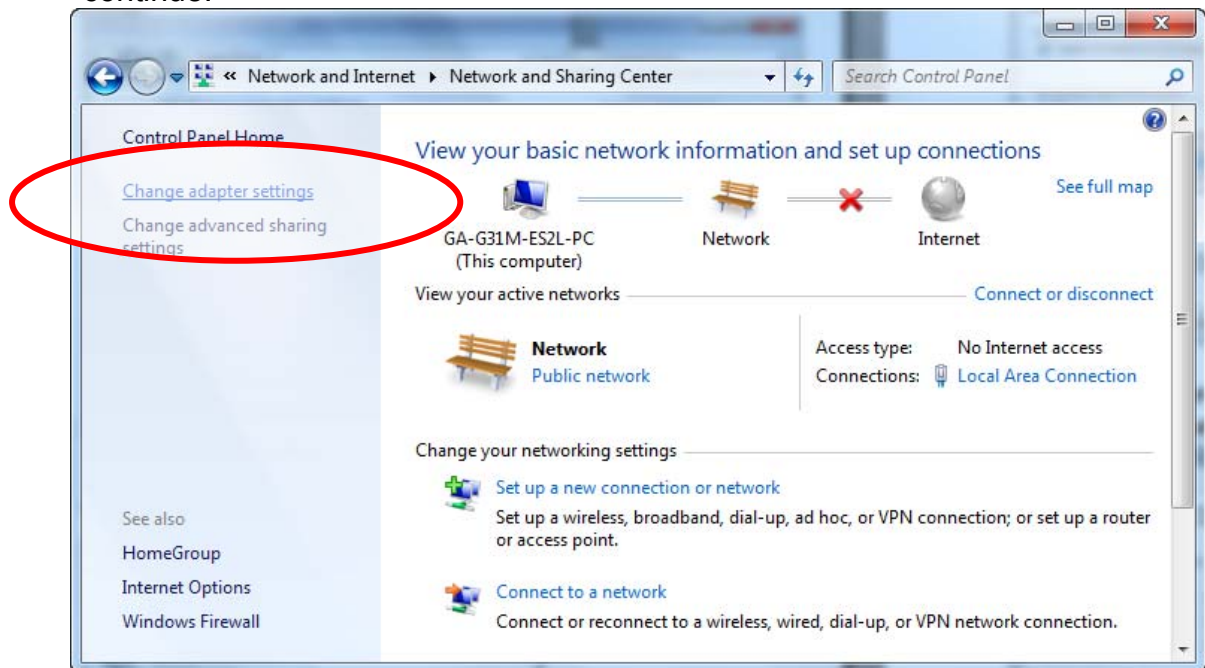 continue.
« Network and Internet ▸ Network and Sharing Center
Search Control Panel
Control Panel Home
Change adapter settings
Change advanced sharing
settings
See also
HomeGroup
Internet Options
Windows Firewall
View your basic network information and set up connections
See full map
GA-G31M-ES2L-PC
(This computer)
Network
Internet
View your active networks
Connect or disconnect
Network
Public network
Access type: No Internet access
Connections: Local Area Connection
Change your networking settings
Set up a new connection or network
Set up a wireless, broadband, dial-up, ad hoc, or VPN connection; or set up a router
or access point.
Connect to a network
Connect or reconnect to a wireless, wired, dial-up, or VPN network connection.